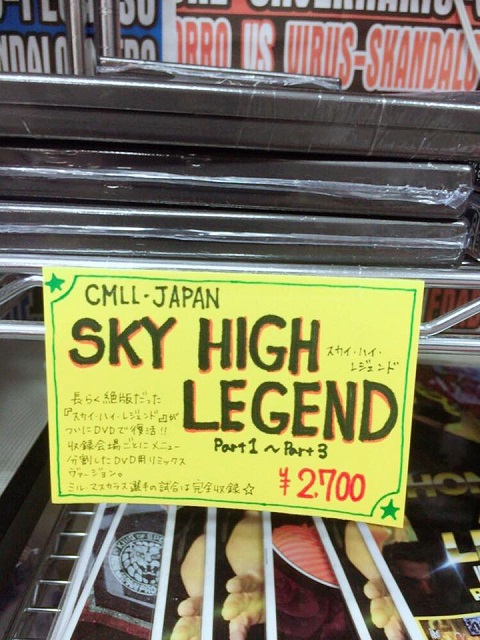 ORRO VS VIRUS-SKANDALO
CMLL-JAPAN
SKY HIGH
スカイ・ハイ・
レジェンド
LEGEND
Part 1 〜 Part 3
長らく絶版だった
『スカイ・ハイ・レジェンド』が
ついにDVDで復活!!
収録会場ごとにメニュー
分割したDVD用リミックス
ヴァージョン。
ミル・マスカラス選手の試合は完全収録☆
¥2.700